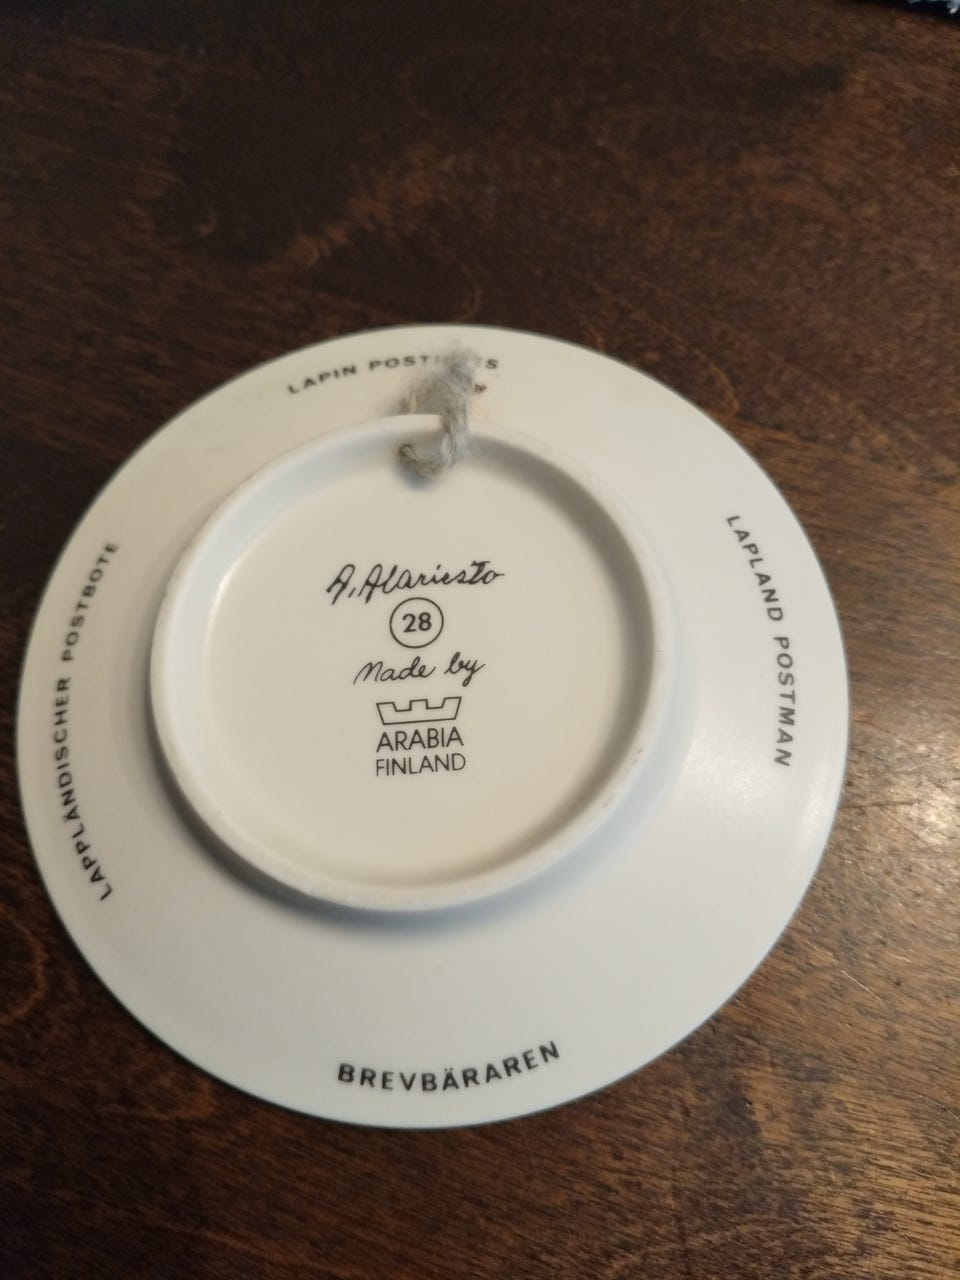 LAPIN
A. Alariesto
28
Made by
ARABIA
FINLAND
LAPLAND POSTMAN
BREVBÄRAREN
LAPPLÄNDISCHER POSTBOTE